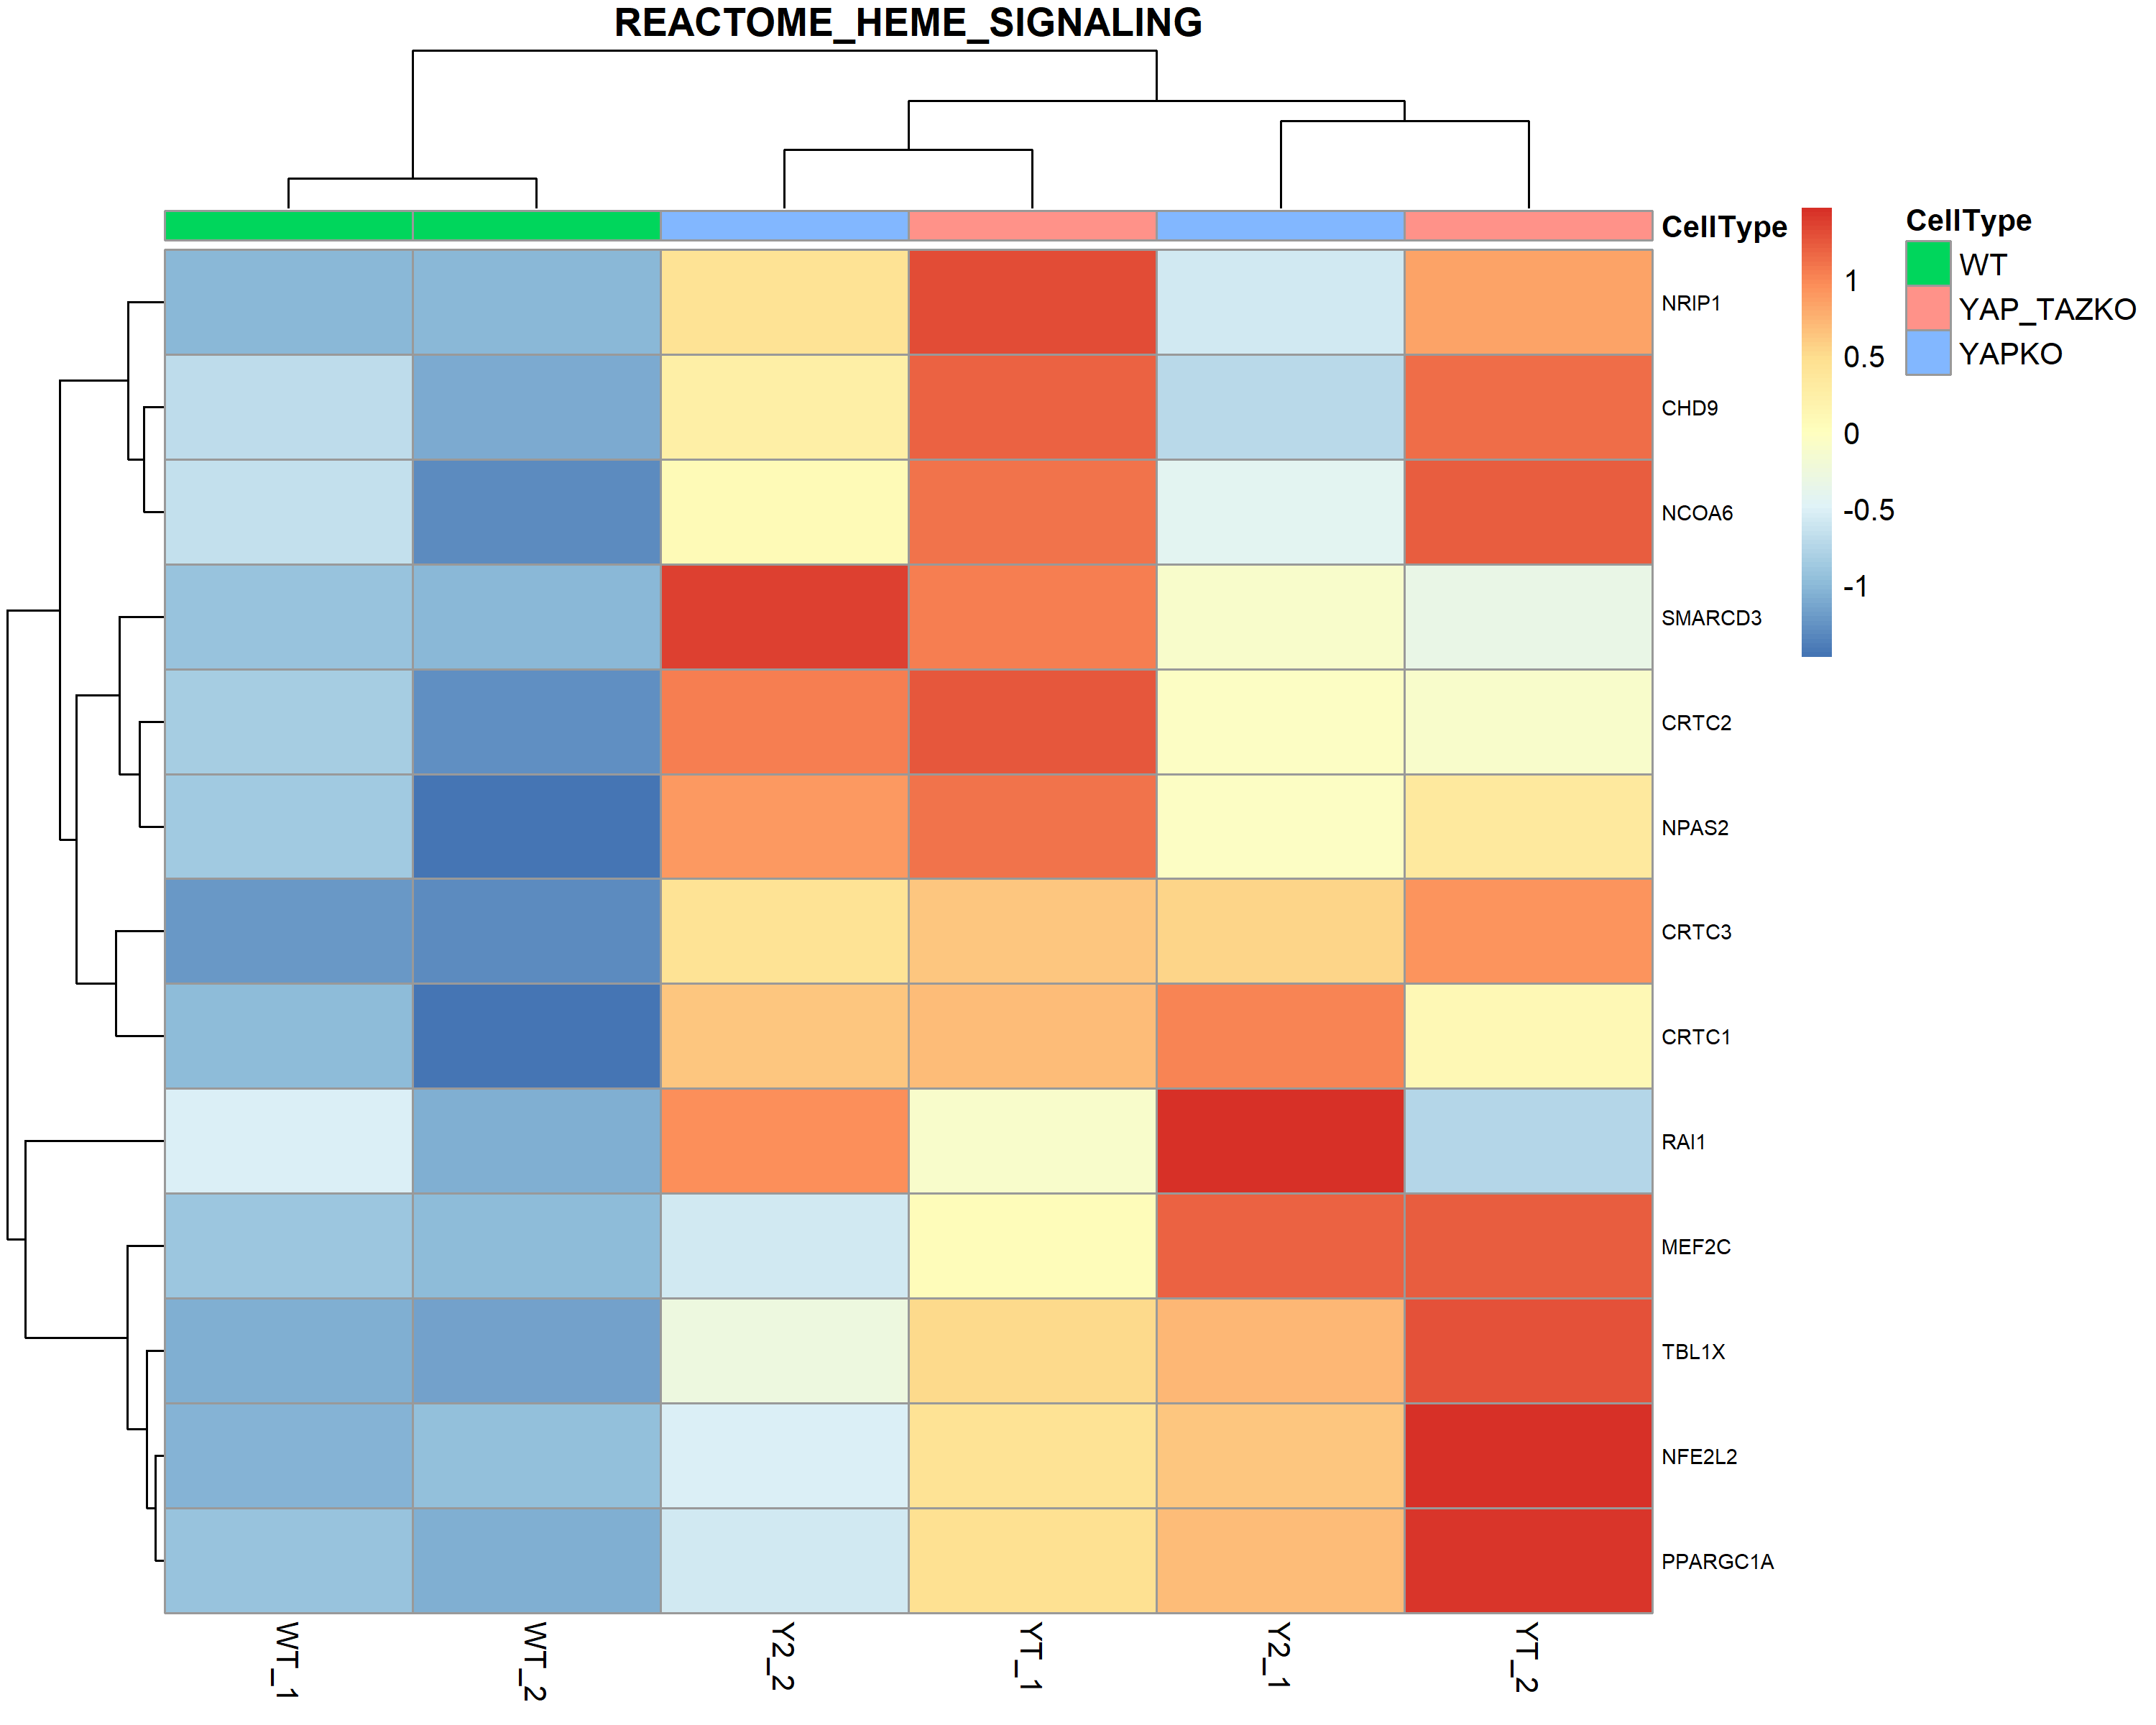 REACTOME_HEME_SIGNALING
CellType
NRIP1
CHD9
NCOA6
SMARCD3
CRTC2
NPAS2
CRTC3
CRTC1
RAI1
MEF2C
TBL1X
NFE2L2
PPARGC1A
WT_1
WT_2
Y2_2
YT_1
Y2_1
YT_2
1
0.5
0
-0.5
-1
CellType
WT
YAP_TAZKO
YAPKO